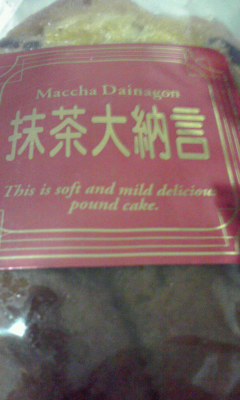 Maccha Dainagon
抹茶大納言
This is soft and mild delicious
pound cake.